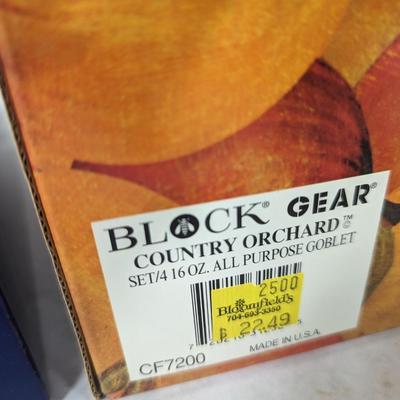 BLOCK® GEAR®
COUNTRY ORCHARD™©
SET/4 16 OZ. ALL PURPOSE GOBLET
2500
Bloomfield's
704-693-3350
22.49
CF7200
MADE IN U.S.A.